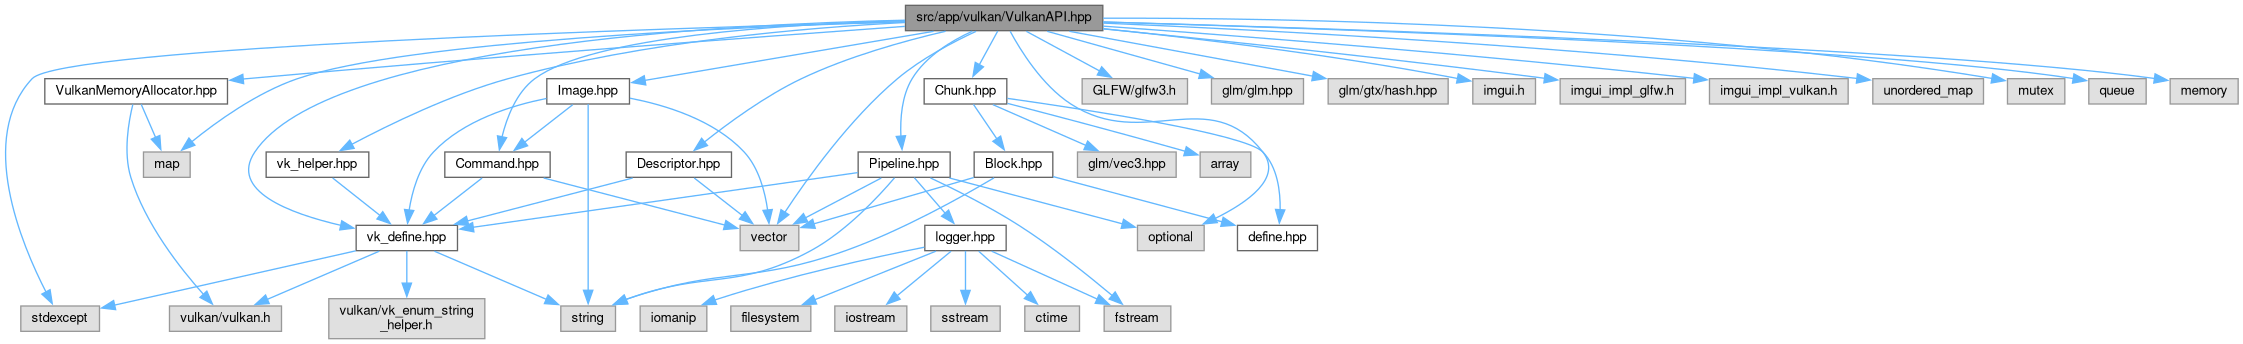 src/app/vulkan/VulkanAPI.hpp
VulkanMemoryAllocator.hpp
Image.hpp
Chunk.hpp
GLFW/glfw3.h
glm/glm.hpp
glm/gtx/hash.hpp
imgui.h
imgui_impl_glfw.h
imgui_impl_vulkan.h
unordered_map
mutex
queue
memory
map
vk_helper.hpp
Command.hpp
Descriptor.hpp
Pipeline.hpp
Block.hpp
glm/vec3.hpp
array
vk_define.hpp
vector
logger.hpp
optional
define.hpp
stdexcept
vulkan/vulkan.h
vulkan/vk_enum_string
_helper.h
string
iomanip
filesystem
iostream
sstream
ctime
fstream